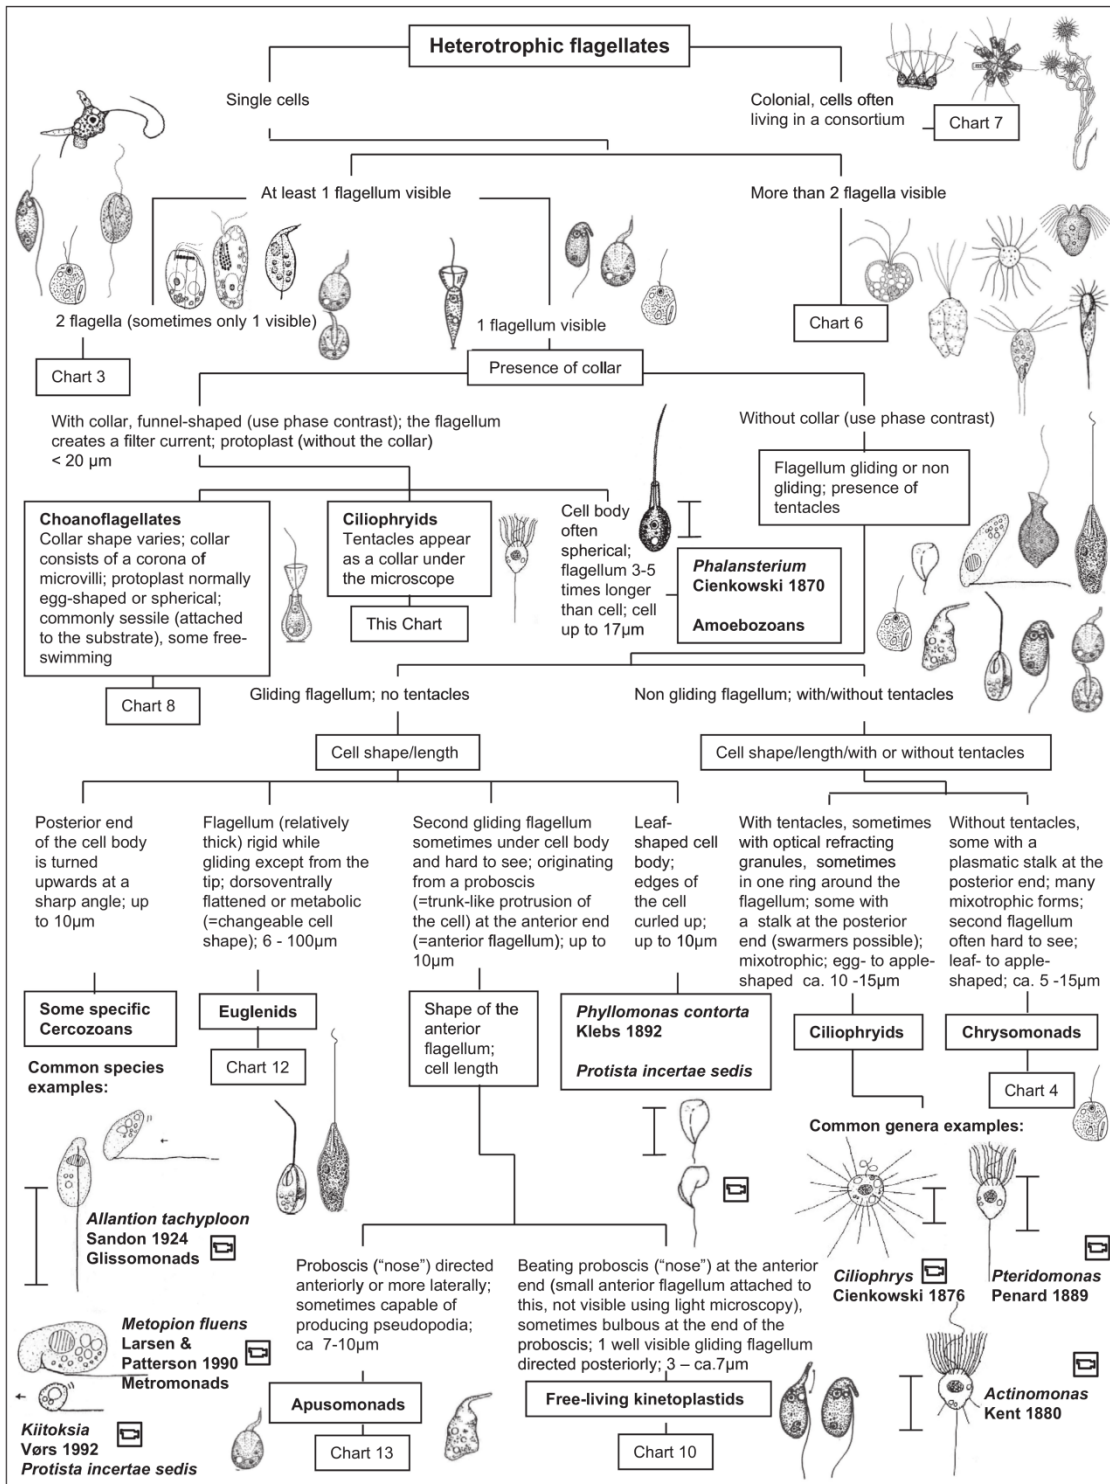 Heterotrophic flagellates
Single cells
Colonial, cells often
living in a consortium
Chart 7
At least 1 flagellum visible
More than 2 flagella visible
2 flagella (sometimes only 1 visible)
1 flagellum visible
Chart 6
Chart 3
Presence of collar
With collar, funnel-shaped (use phase contrast); the flagellum
creates a filter current; protoplast (without the collar)
< 20 µm
Without collar (use phase contrast)
Flagellum gliding or non
gliding; presence of
tentacles
Choanoflagellates
Collar shape varies; collar
consists of a corona of
microvilli; protoplast normally
egg-shaped or spherical;
commonly sessile (attached
to the substrate), some free-
swimming
Chart 8
Ciliophryids
Tentacles appear
as a collar under
the microscope
This Chart
Cell body
often
spherical;
flagellum 3-5
times longer
than cell; cell
up to 17µm
Phalansterium
Cienkowski 1870
Amoebozoans
Gliding flagellum; no tentacles
Non gliding flagellum; with/without tentacles
Cell shape/length
Cell shape/length/with or without tentacles
Posterior end
of the cell body
is turned
upwards at a
sharp angle; up
to 10µm
Flagellum (relatively
thick) rigid while
gliding except from the
tip; dorsoventrally
flattened or metabolic
(=changeable cell
shape); 6 - 100µm
Second gliding flagellum
sometimes under cell body
and hard to see; originating
from a proboscis
(=trunk-like protrusion of
the cell) at the anterior end
(=anterior flagellum); up to
10µm
Leaf-
shaped cell
body;
edges of
the cell
curled up;
up to 10µm
With tentacles, sometimes
with optical refracting
granules, sometimes
in one ring around the
flagellum; some with
a stalk at the posterior
end (swarmers possible);
mixotrophic; egg- to apple-
shaped ca. 10 -15µm
Without tentacles,
some with a
plasmatic stalk at the
posterior end; many
mixotrophic forms;
second flagellum
often hard to see;
leaf- to apple-
shaped; ca. 5 -15µm
Some specific
Cercozoans
Euglenids
Chart 12
Shape of the
anterior
flagellum;
cell length
Phyllomonas contorta
Klebs 1892
Protista incertae sedis
Ciliophryids
Chrysomonads
Chart 4
Common species
examples:
Common genera examples:
Allantion tachyploon
Sandon 1924
Glissomonads
Metopion fluens
Larsen &
Patterson 1990
Metromonads
Kiitoksia
Vørs 1992
Protista incertae sedis
Proboscis (“nose”) directed
anteriorly or more laterally;
sometimes capable of
producing pseudopodia;
ca 7-10µm
Apusomonads
Chart 13
Beating proboscis (“nose”) at the anterior
end (small anterior flagellum attached to
this, not visible using light microscopy),
sometimes bulbous at the end of the
proboscis; 1 well visible gliding flagellum
directed posteriorly; 3 – ca.7µm
Free-living kinetoplastids
Chart 10
Ciliophrys
Cienkowski 1876
Pteridomonas
Penard 1889
Actinomonas
Kent 1880